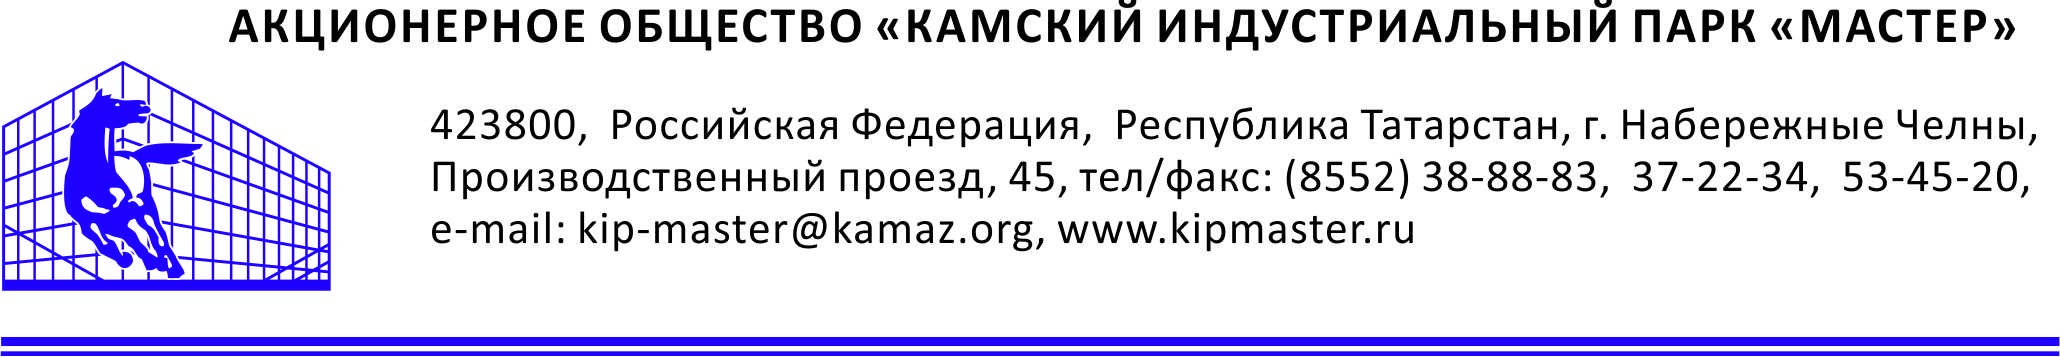 АКЦИОНЕРНОЕ ОБЩЕСТВО «КАМСКИЙ ИНДУСТРИАЛЬНЫЙ ПАРК «МАСТЕР»
423800, Российская Федерация, Республика Татарстан, г. Набережные Челны,
Производственный проезд, 45, тел/факс: (8552) 38-88-83, 37-22-34, 53-45-20,
e-mail: kip-master@kamaz.org, www.kipmaster.ru